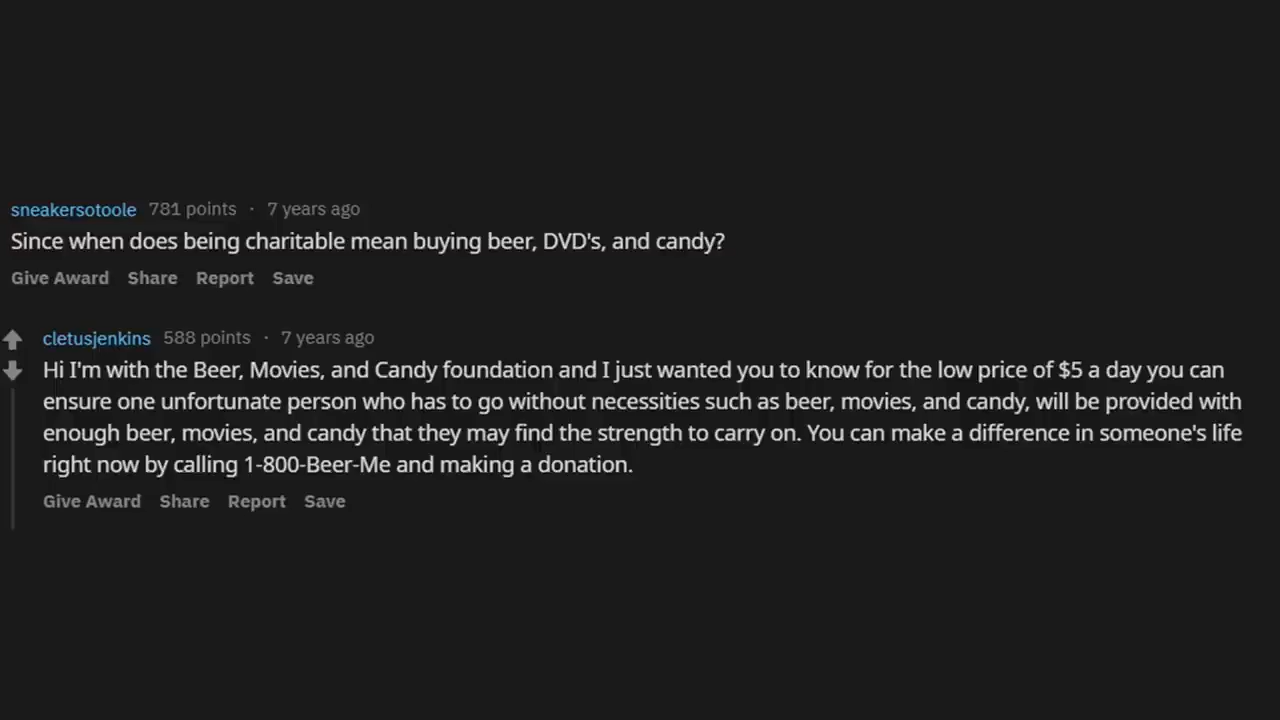 sneakersotoole 781 points · 7 years ago
Since when does being charitable mean buying beer, DVD's, and candy?
Give Award Share Report Save
cletusjenkins 588 points · 7 years ago
Hi I'm with the Beer, Movies, and Candy foundation and I just wanted you to know for the low price of $5 a day you can
ensure one unfortunate person who has to go without necessities such as beer, movies, and candy, will be provided with
enough beer, movies, and candy that they may find the strength to carry on. You can make a difference in someone's life
right now by calling 1-800-Beer-Me and making a donation.
Give Award Share Report Save